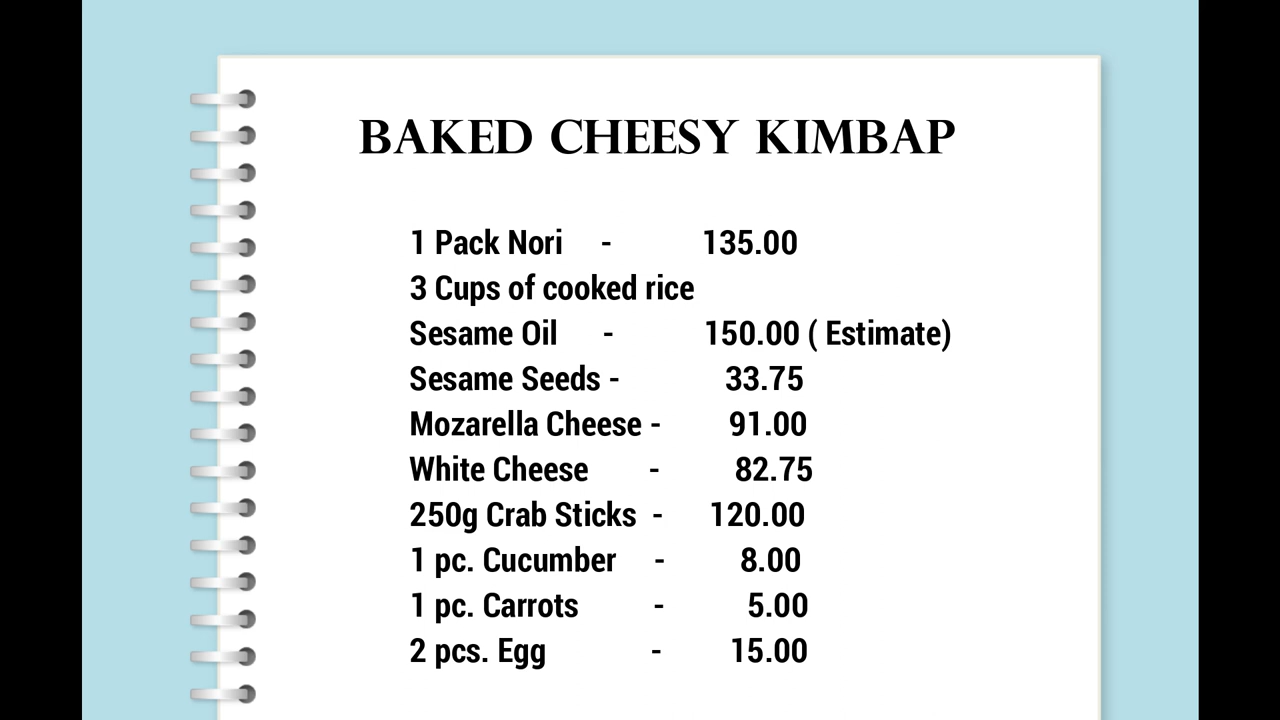 BAKED CHEESY KIMBAP
1 Pack Nori - 135.00
3 Cups of cooked rice
Sesame Oil - 150.00 ( Estimate)
Sesame Seeds - 33.75
Mozarella Cheese - 91.00
White Cheese - 82.75
250g Crab Sticks - 120.00
1 pc. Cucumber - 8.00
1 pc. Carrots - 5.00
2 pcs. Egg - 15.00